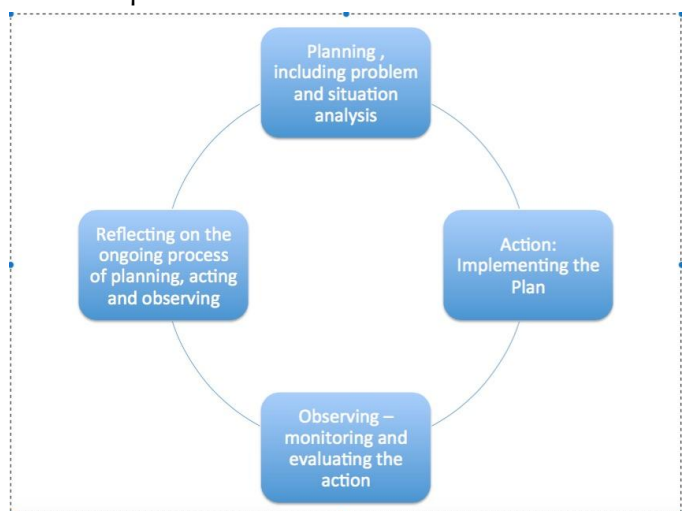 Planning ,
including problem
and situation
analysis
Action:
Implementing the
Plan
Observing –
monitoring and
evaluating the
action
Reflecting on the
ongoing process
of planning, acting
and observing